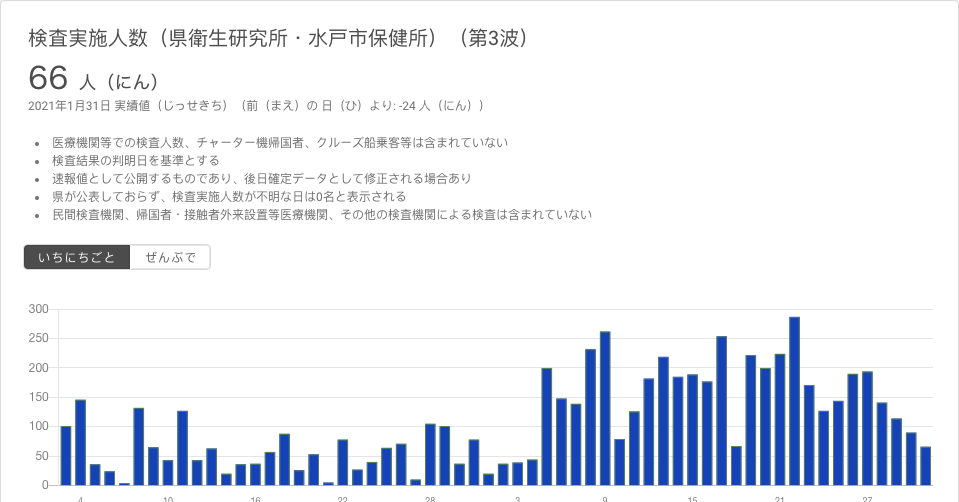 検査実施人数（県衛生研究所・水戸市保健所）（第3波）
66 人（にん）
2021年1月31日 実績値（じっせきち）（前（まえ）の 日（ひ）より: -24 人（にん））
• 医療機関等での検査人数、チャーター機帰国者、クルーズ船乗客等は含まれていない
• 検査結果の判明日を基準とする
• 速報値として公開するものであり、後日確定データとして修正される場合あり
• 県が公表しておらず、検査実施人数が不明な日は0名と表示される
• 民間検査機関、帰国者・接触者外来設置等医療機関、その他の検査機関による検査は含まれていない
いちにちごと ぜんぶで
300
250
200
150
100
50
0
4 10 16 22 28 3 9 15 21 27